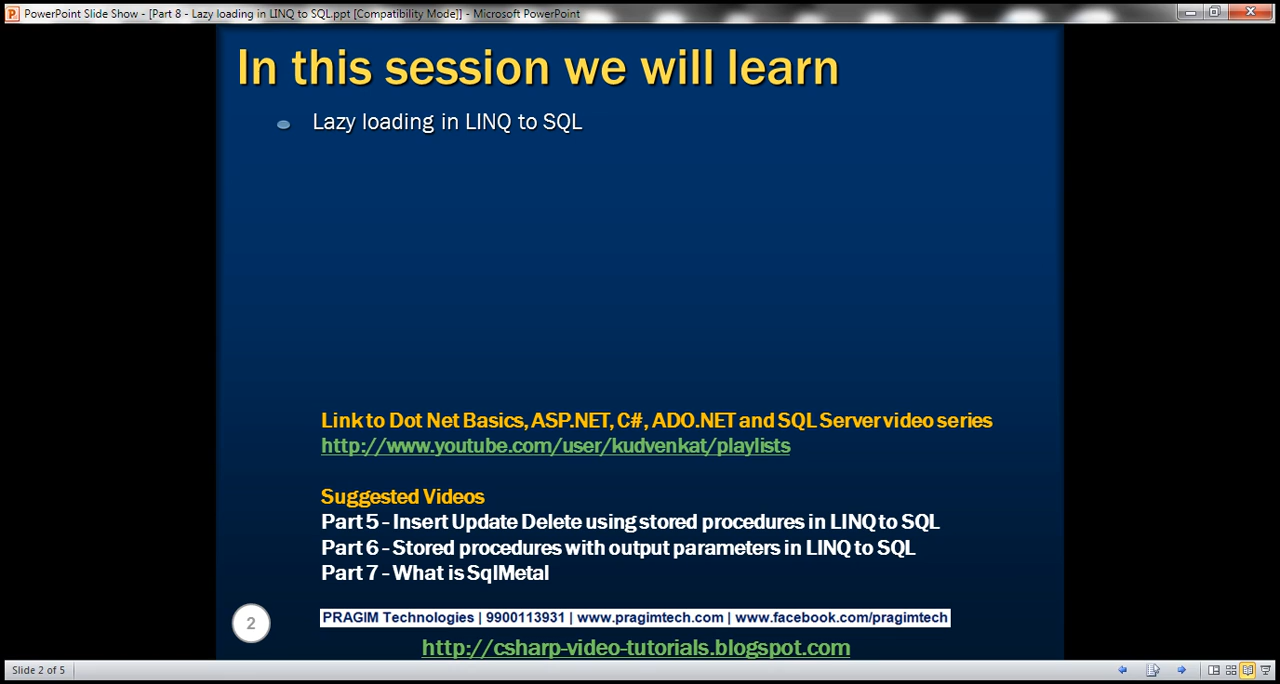 PowerPoint Slide Show - [Part 8 - Lazy loading in LINQ to SQL.ppt [Compatibility Mode]] - Microsoft PowerPoint
In this session we will learn
Lazy loading in LINQ to SQL
Link to Dot Net Basics, ASP.NET, C#, ADO.NET and SQL Server video series
http://www.youtube.com/user/kudvenkat/playlists
Suggested Videos
Part 5 - Insert Update Delete using stored procedures in LINQ to SQL
Part 6 - Stored procedures with output parameters in LINQ to SQL
Part 7 - What is SqlMetal
2
PRAGIM Technologies | 9900113931 | www.pragimtech.com | www.facebook.com/pragimtech
http://csharp-video-tutorials.blogspot.com
Slide 2 of 5